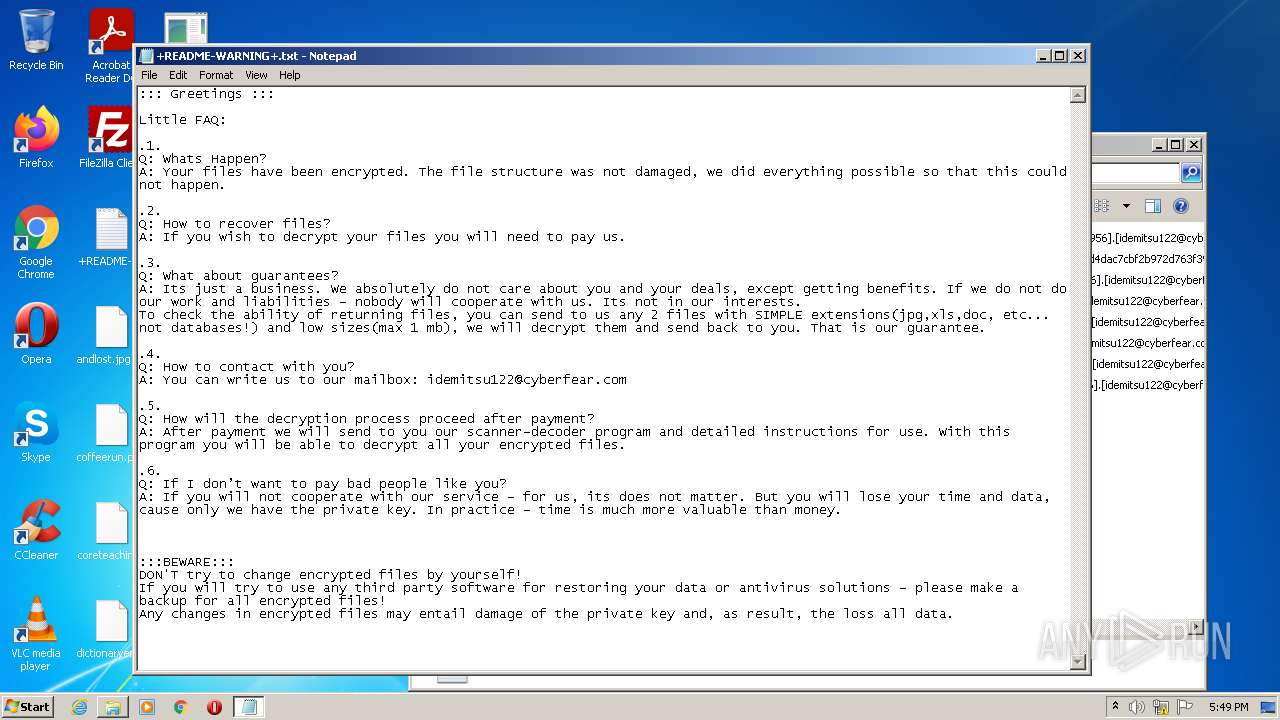 Recycle Bin
Acrobat
Reader D
Firefox
FileZilla Clie
Google
Chrome
+README-
Opera
andlost.jpg
Skype
coffeerun.p
CCleaner
coreteachin
VLC media
player
dictionaryve
+README-WARNING+.txt - Notepad
File Edit Format View Help
::: Greetings :::
Little FAQ:
.1.
Q: Whats Happen?
A: Your files have been encrypted. The file structure was not damaged, we did everything possible so that this could
not happen.
.2.
Q: How to recover files?
A: If you wish to decrypt your files you will need to pay us.
.3.
Q: What about guarantees?
A: Its just a business. We absolutely do not care about you and your deals, except getting benefits. If we do not do
our work and liabilities - nobody will cooperate with us. Its not in our interests.
To check the ability of returning files, you can send to us any 2 files with SIMPLE extensions(jpg,xls,doc, etc...
not databases!) and low sizes(max 1 mb), we will decrypt them and send back to you. That is our guarantee.
.4.
Q: How to contact with you?
A: You can write us to our mailbox: idemitsu122@cyberfear.com
.5.
Q: How will the decryption process proceed after payment?
A: After payment we will send to you our scanner-decoder program and detailed instructions for use. With this
program you will be able to decrypt all your encrypted files.
.6.
Q: If I don't want to pay bad people like you?
A: If you will not cooperate with our service - for us, its does not matter. But you will lose your time and data,
cause only we have the private key. In practice - time is much more valuable than money.
:::BEWARE:::
DON'T try to change encrypted files by yourself!
If you will try to use any third party software for restoring your data or antivirus solutions - please make a
backup for all encrypted files!
Any changes in encrypted files may entail damage of the private key and, as result, the loss all data.
956].[idemitsu122@cyb
d4dac7cbf2b972d763f39
6].[idemitsu122@cyberf
idemitsu122@cyberfear.
[idemitsu122@cyberfea
mitsu122@cyberfear.co
[idemitsu122@cyberfea
].[idemitsu122@cyberf
ANY RUN
Start
5:49 PM